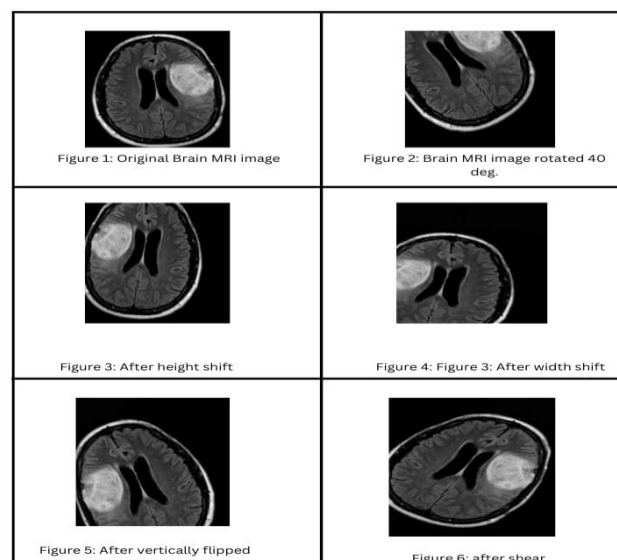 Figure 1: Original Brain MRI image
Figure 2: Brain MRI image rotated 40
deg.
Figure 3: After height shift
Figure 4: Figure 3: After width shift
Figure 5: After vertically flipped
Figure 6: after shear